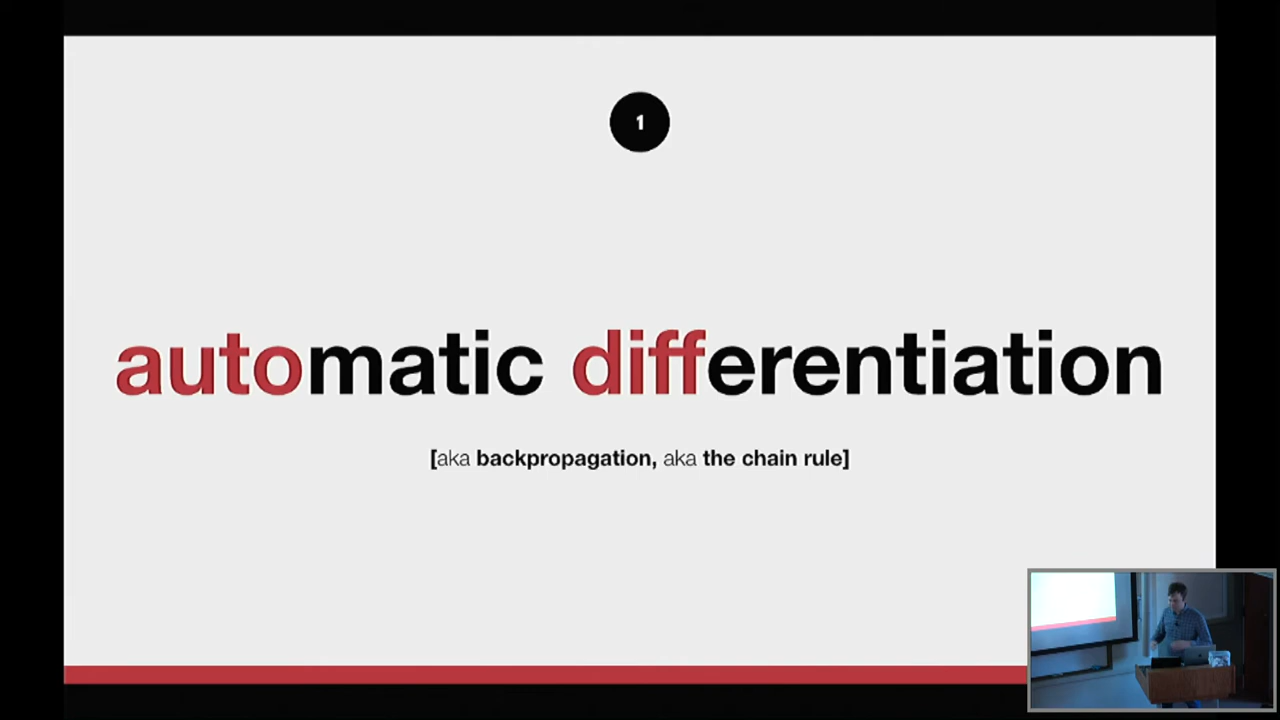 1
automatic differentiation
[aka backpropagation, aka the chain rule]